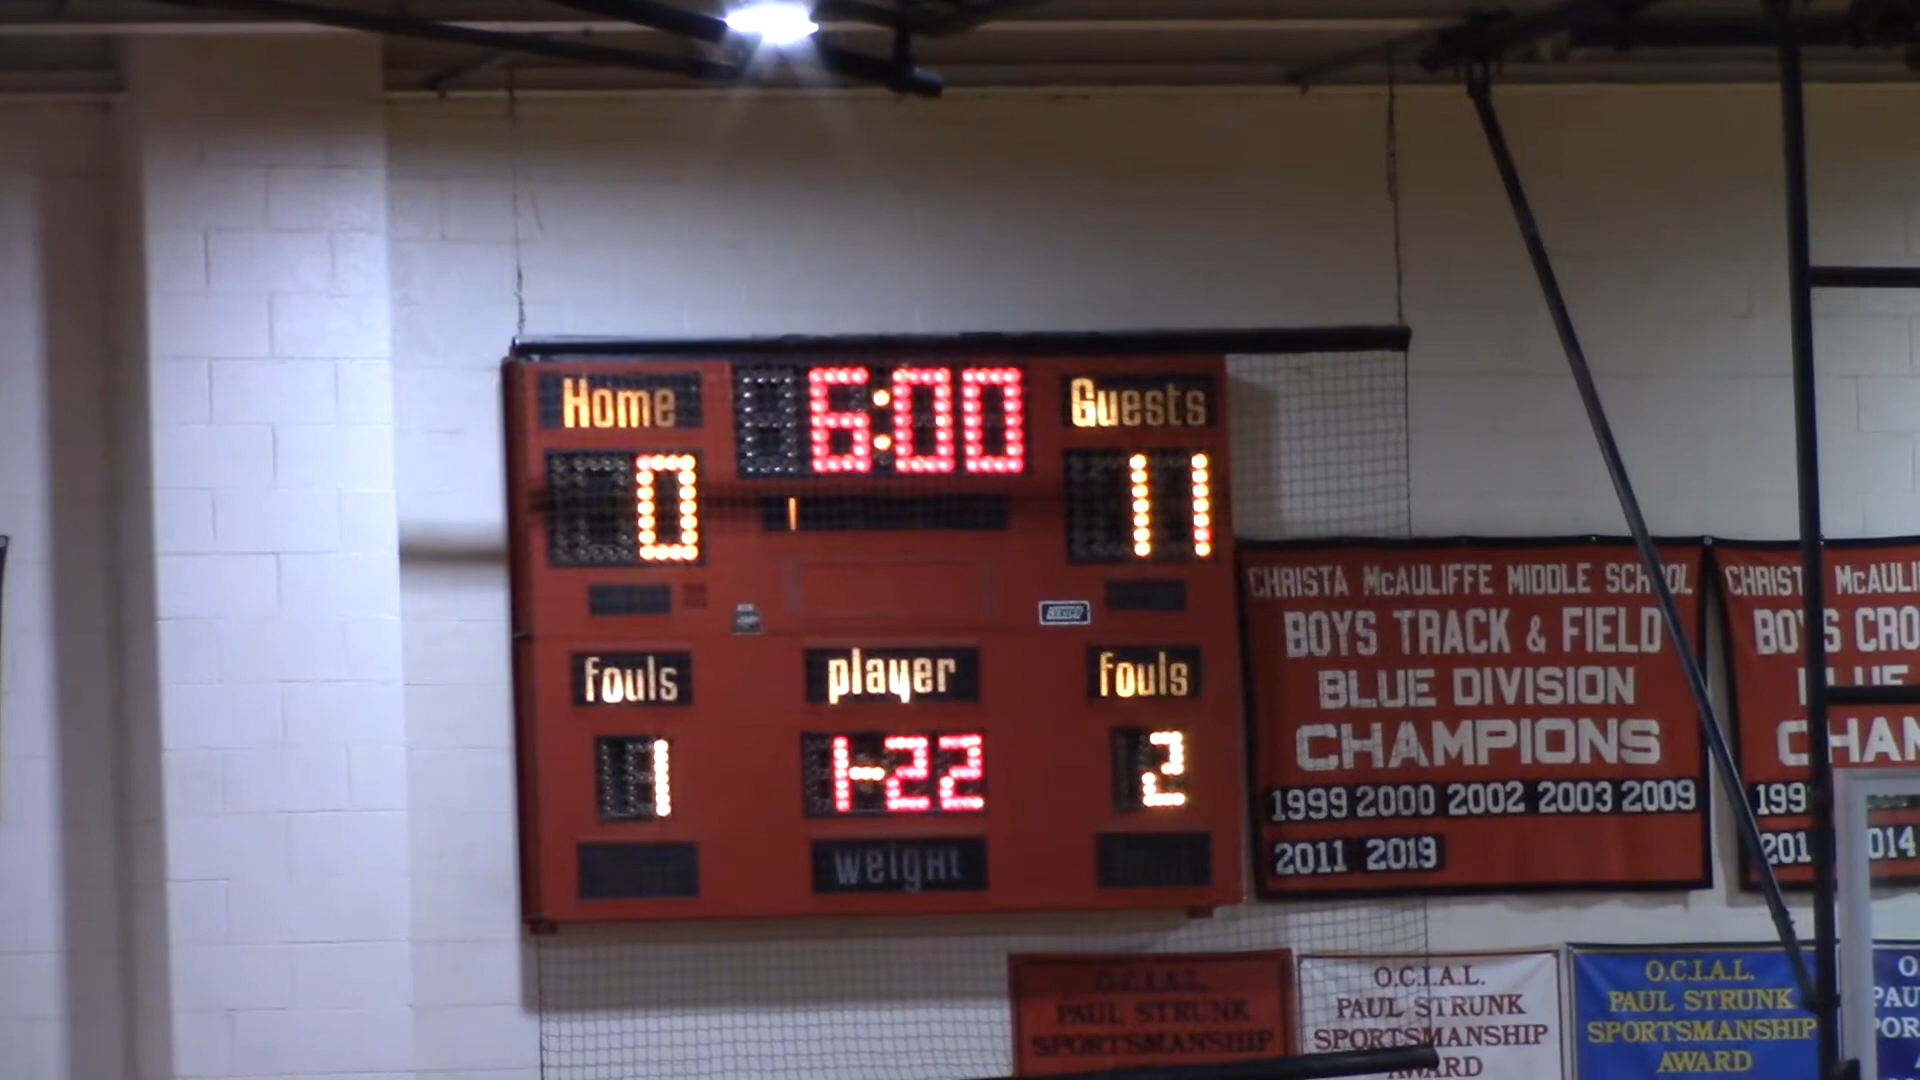 Home
6:00
Guests
0
11
fouls
player
fouls
1
1-22
2
weight
CHRISTA McAULIFFE MIDDLE SCHOOL
BOYS TRACK & FIELD
BLUE DIVISION
CHAMPIONS
1999 2000 2002 2003 2009
2011 2019
O.C.I.A.L.
PAUL STRUNK
SPORTSMANSHIP
O.C.I.A.L.
PAUL STRUNK
SPORTSMANSHIP
AWARD
O.C.I.A.L.
PAUL STRUNK
SPORTSMANSHIP
AWARD